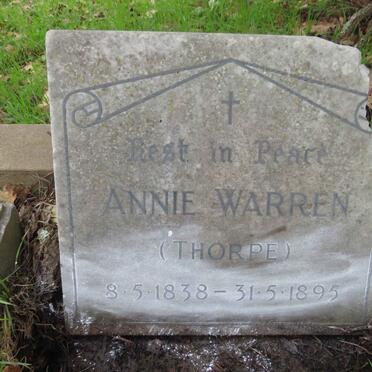 Rest in Peace
ANNIE WARREN
(THORPE)
8·5·1838 – 31·5·1895